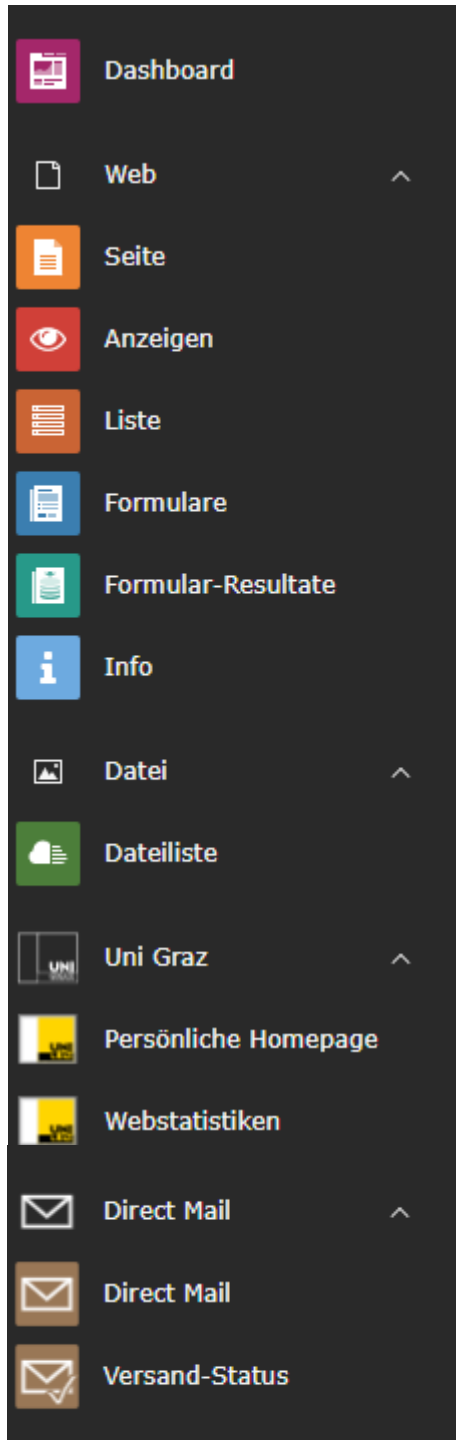 Dashboard
Web
Seite
Anzeigen
Liste
Formulare
Formular-Resultate
Info
Datei
Dateiliste
UNI
Uni Graz
Persönliche Homepage
Webstatistiken
Direct Mail
Direct Mail
Versand-Status